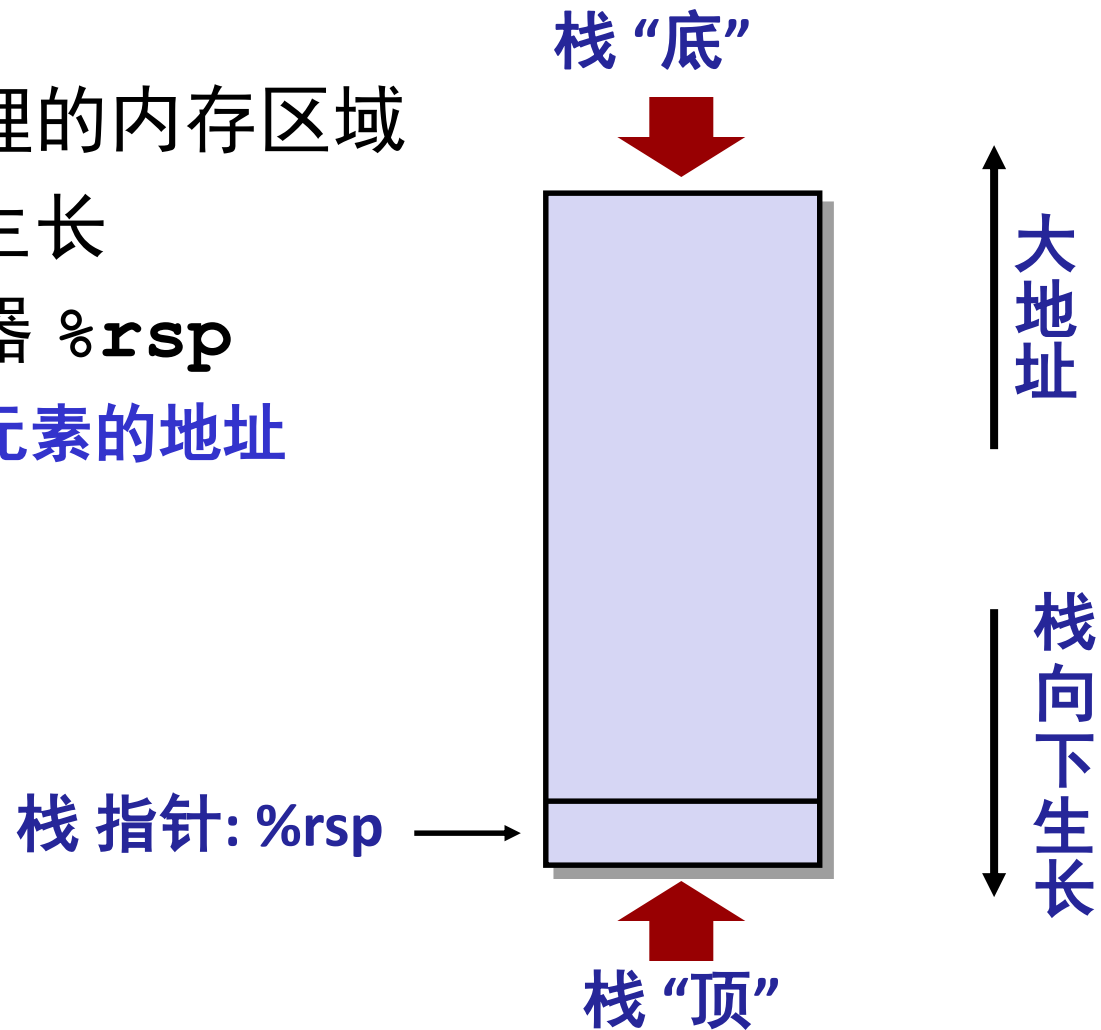 栈 “底”
理的内存区域
生长
器 %rsp
元素的地址
大地址
栈向下生长
栈 指针: %rsp
栈 “顶”